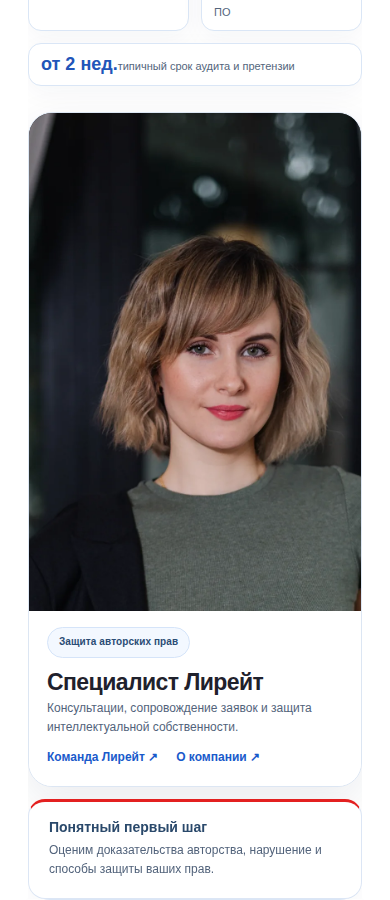 ПО
от 2 нед.типичный срок аудита и претензии
Защита авторских прав
Специалист Лирейт
Консультации, сопровождение заявок и защита
интеллектуальной собственности.
Команда Лирейт ↗ О компании ↗
Понятный первый шаг
Оценим доказательства авторства, нарушение и
способы защиты ваших прав.